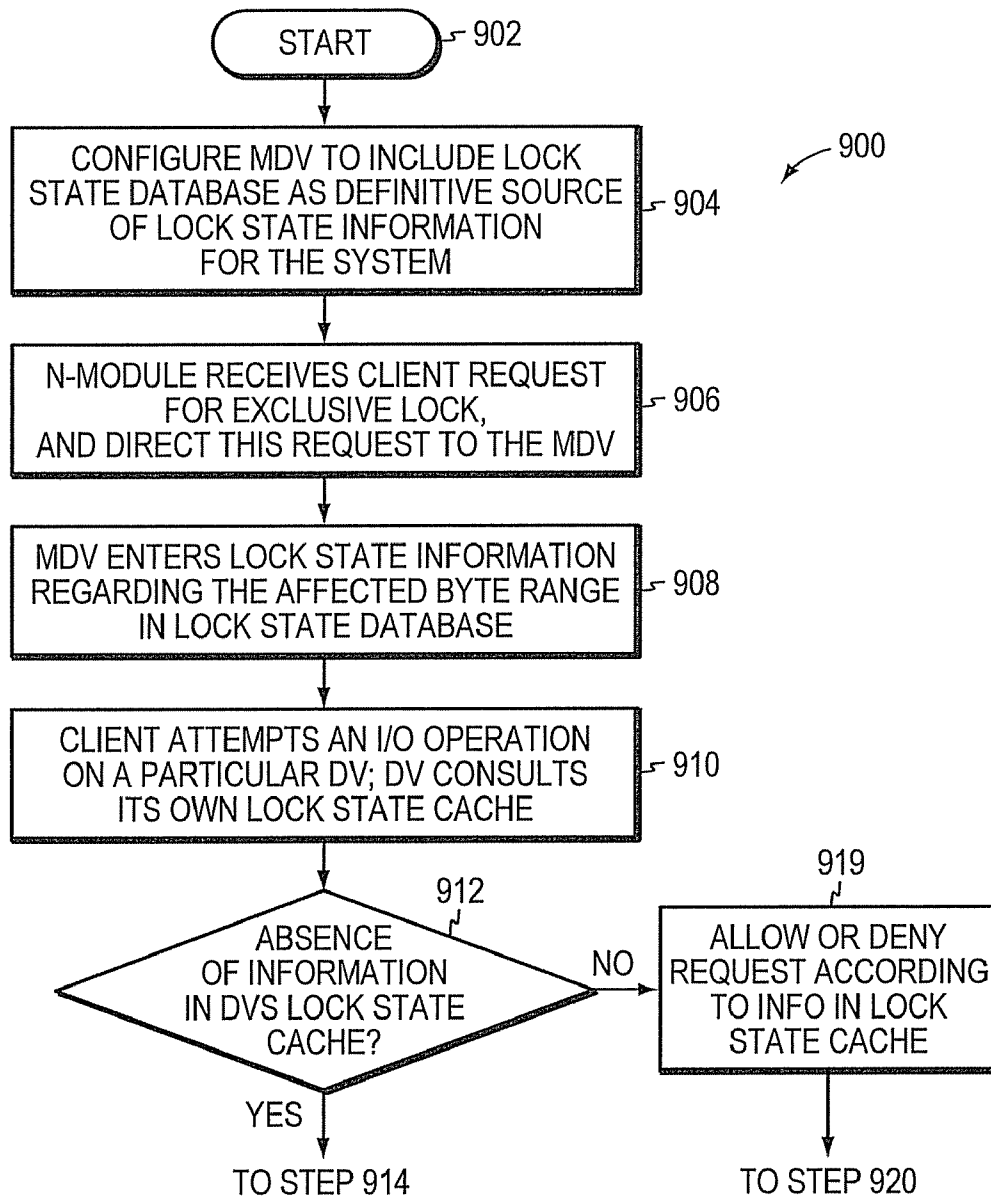 START
902
900
CONFIGURE MDV TO INCLUDE LOCK
STATE DATABASE AS DEFINITIVE SOURCE
OF LOCK STATE INFORMATION
FOR THE SYSTEM
904
N-MODULE RECEIVES CLIENT REQUEST
FOR EXCLUSIVE LOCK,
AND DIRECT THIS REQUEST TO THE MDV
906
MDV ENTERS LOCK STATE INFORMATION
REGARDING THE AFFECTED BYTE RANGE
IN LOCK STATE DATABASE
908
CLIENT ATTEMPTS AN I/O OPERATION
ON A PARTICULAR DV; DV CONSULTS
ITS OWN LOCK STATE CACHE
910
912
ABSENCE
OF INFORMATION
IN DVS LOCK STATE
CACHE?
NO
919
ALLOW OR DENY
REQUEST ACCORDING
TO INFO IN LOCK
STATE CACHE
YES
TO STEP 914
TO STEP 920